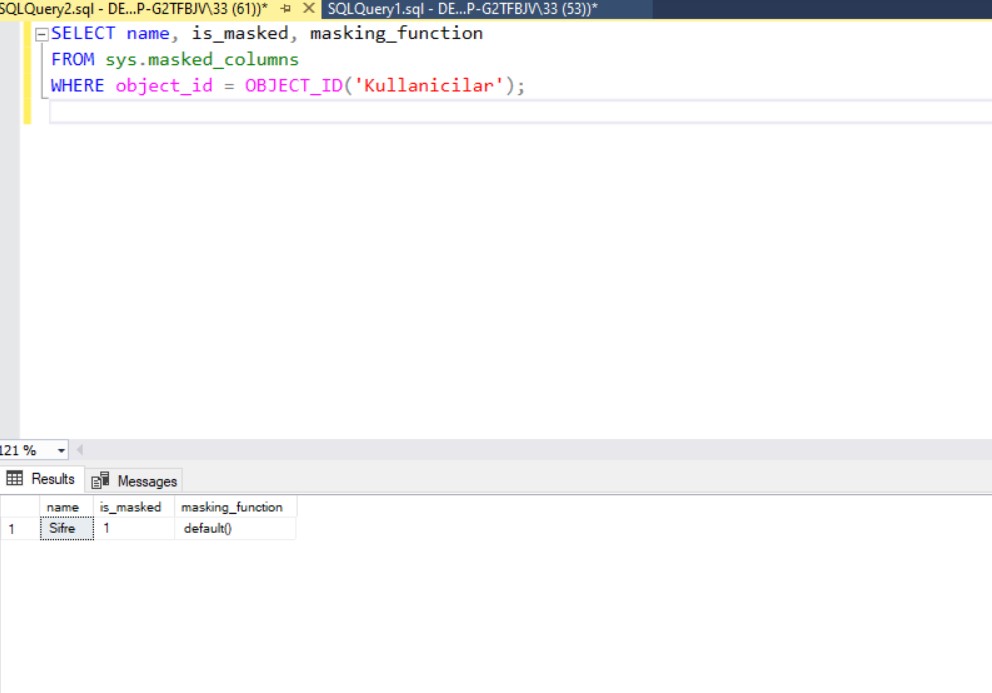 SQLQuery2.sql - DE...P-G2TFBJV\33 (61))* SQLQuery1.sql - DE...P-G2TFBJV\33 (53))*
SELECT name, is_masked, masking_function
FROM sys.masked_columns
WHERE object_id = OBJECT_ID('Kullanicilar');
121 %
Results Messages
name is_masked masking_function
1 Sifre 1 default()